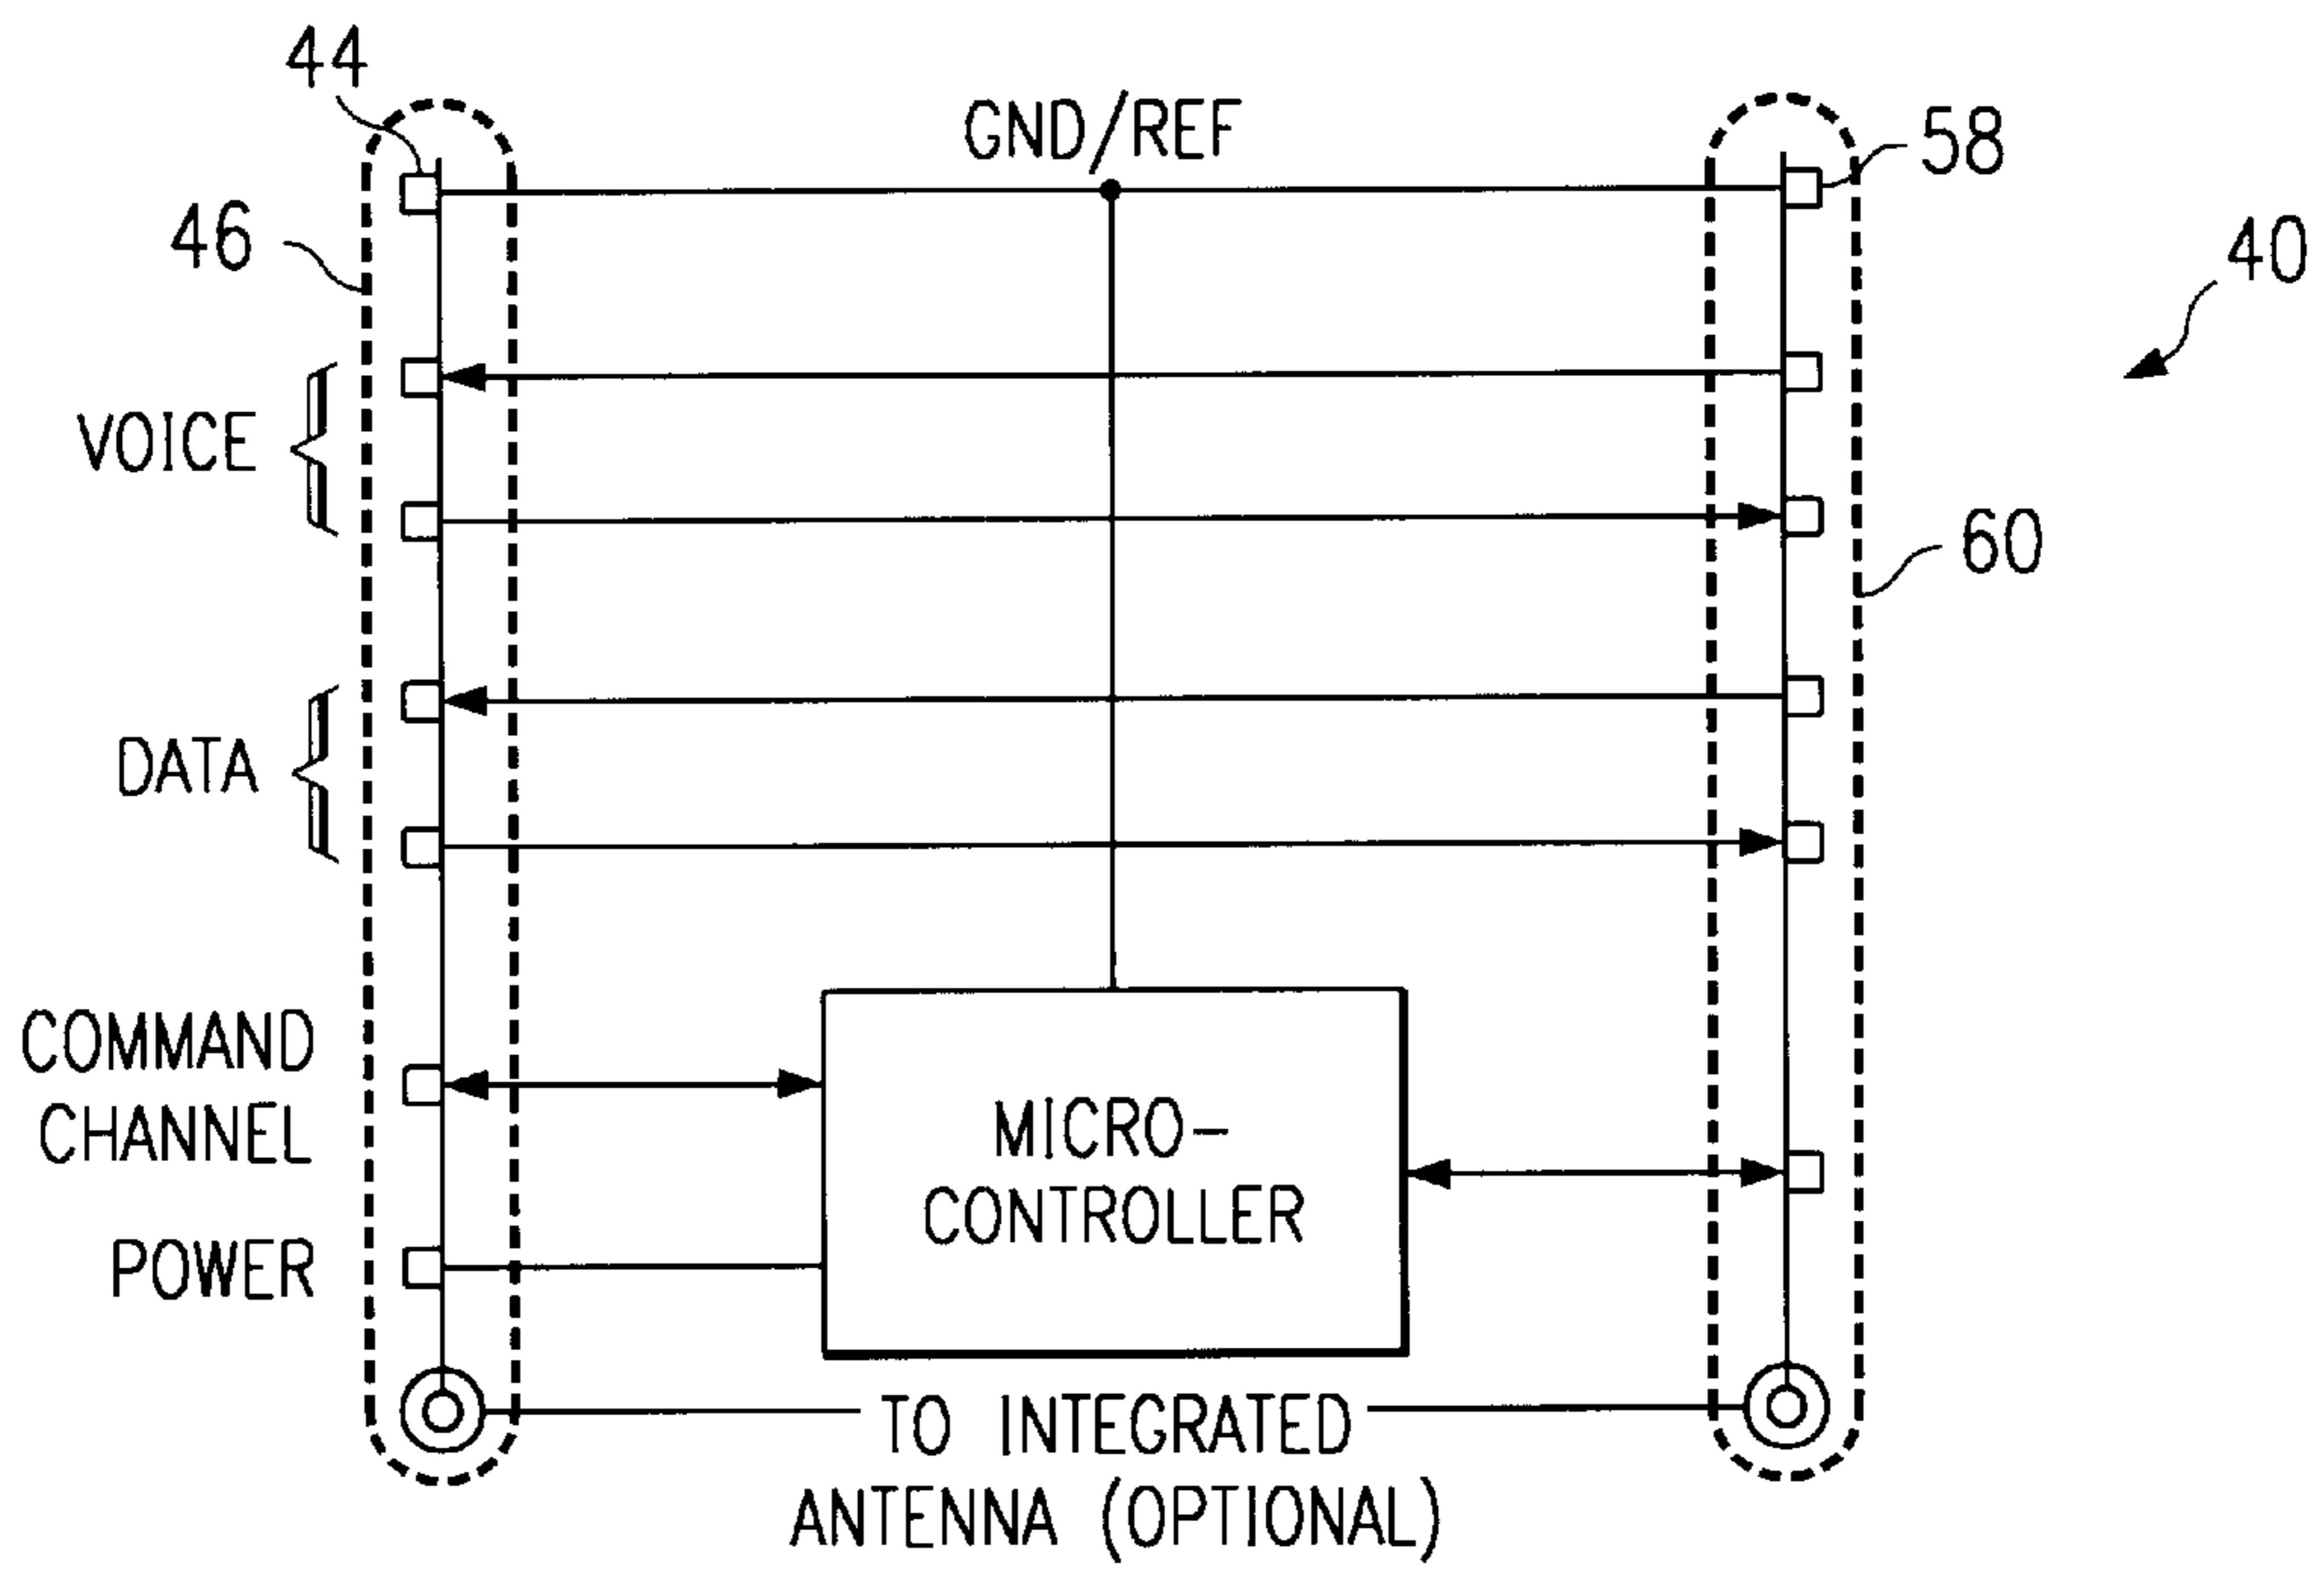 44
GND/REF
58
46
40
VOICE
60
DATA
COMMAND
CHANNEL
MICRO-
CONTROLLER
POWER
TO INTEGRATED
ANTENNA (OPTIONAL)